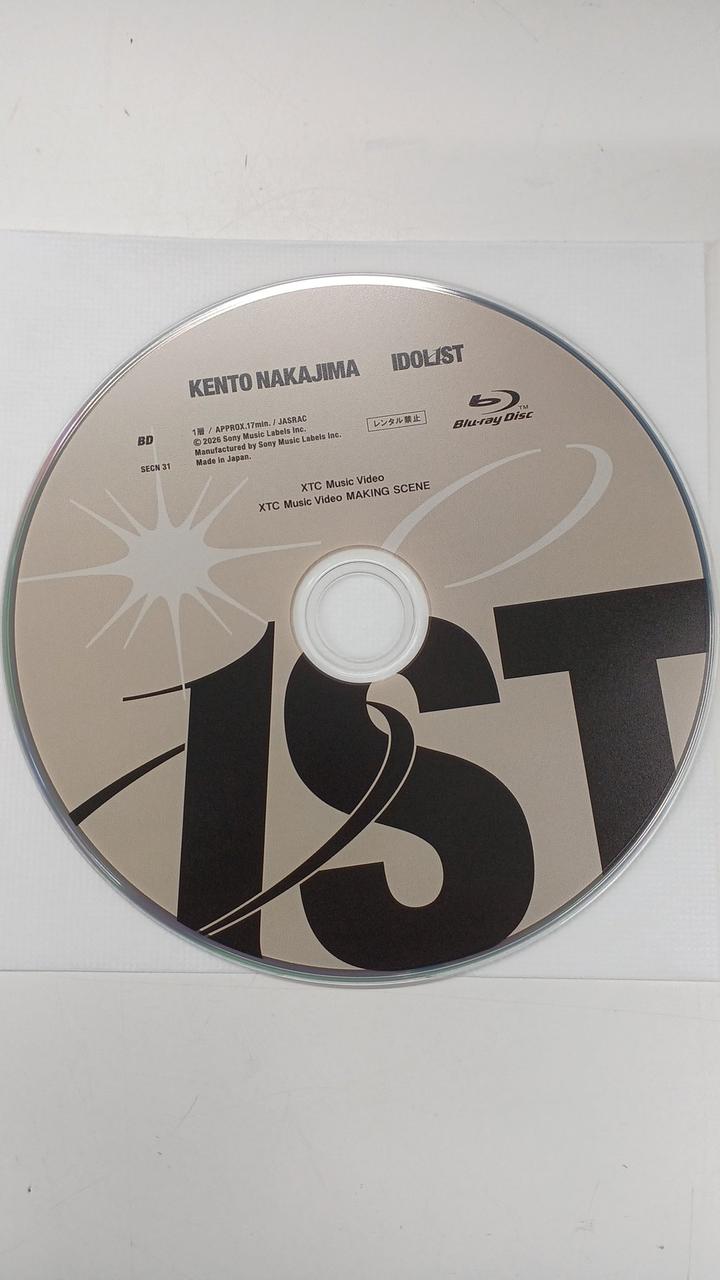 KENTO NAKAJIMA IDOL1ST
BD
1層 / APPROX.17min. / JASRAC
© 2026 Sony Music Labels Inc.
Manufactured by Sony Music Labels Inc.
Made in Japan.
SECN 31
レンタル禁止
Blu-ray Disc TM
XTC Music Video
XTC Music Video MAKING SCENE
1ST